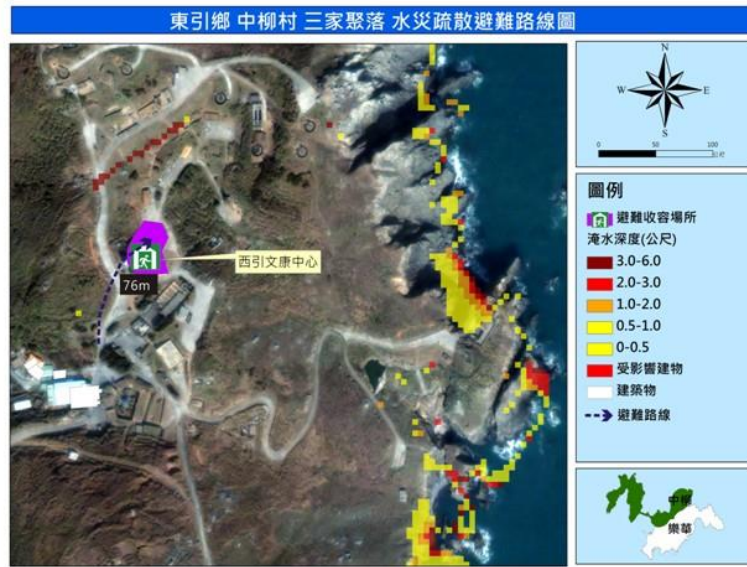 東引鄉 中柳村 三家聚落 水災疏散避難路線圖
N
W
E
S
0
50
100
公尺
西引文康中心
76m
圖例
避難收容場所
淹水深度(公尺)
3.0-6.0
2.0-3.0
1.0-2.0
0.5-1.0
0-0.5
受影響建物
建築物
避難路線
中柳
樂華